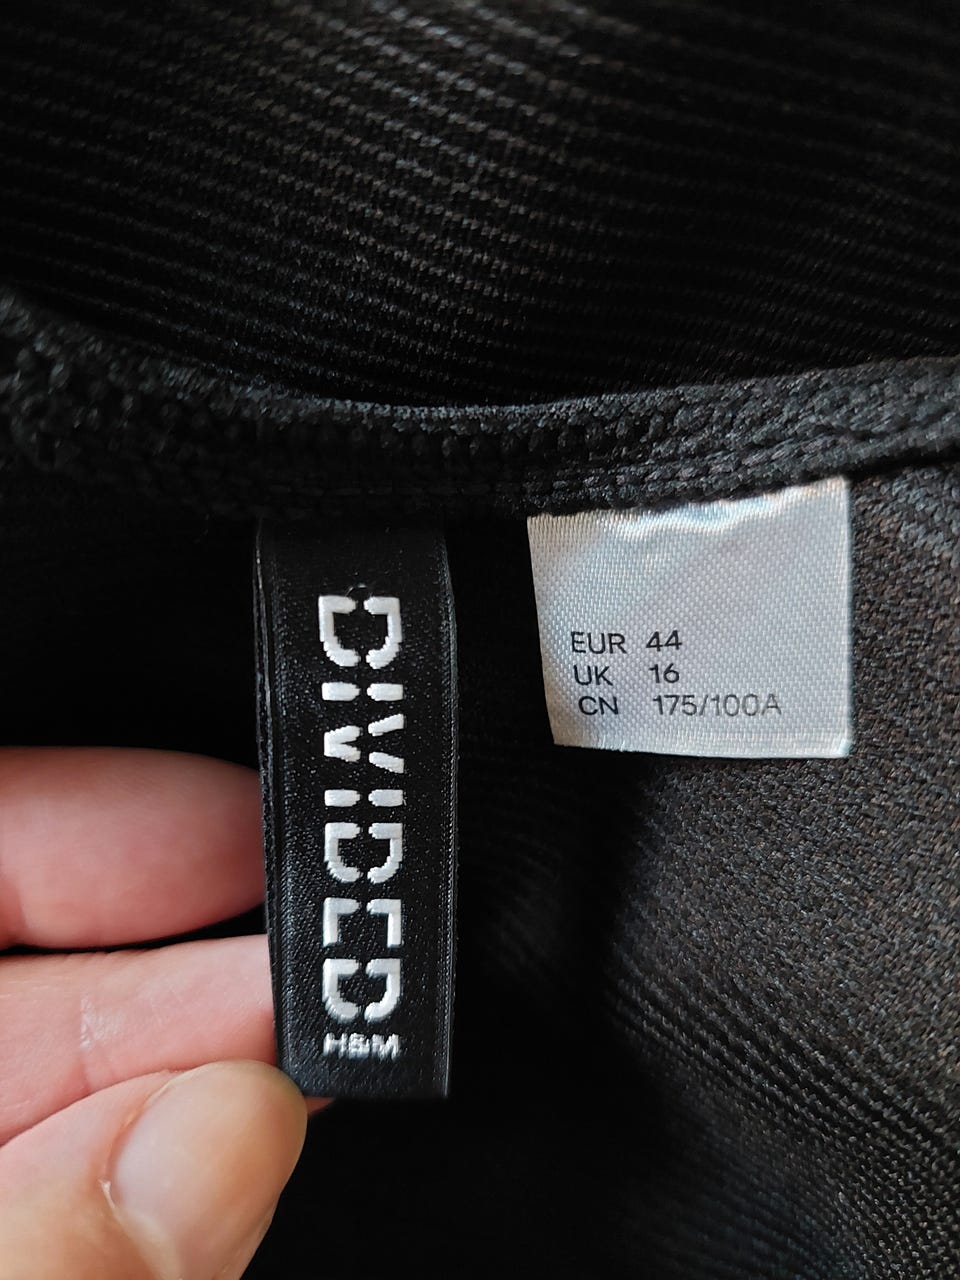 DIVIDED
H&M
EUR 44
UK 16
CN 175/100A